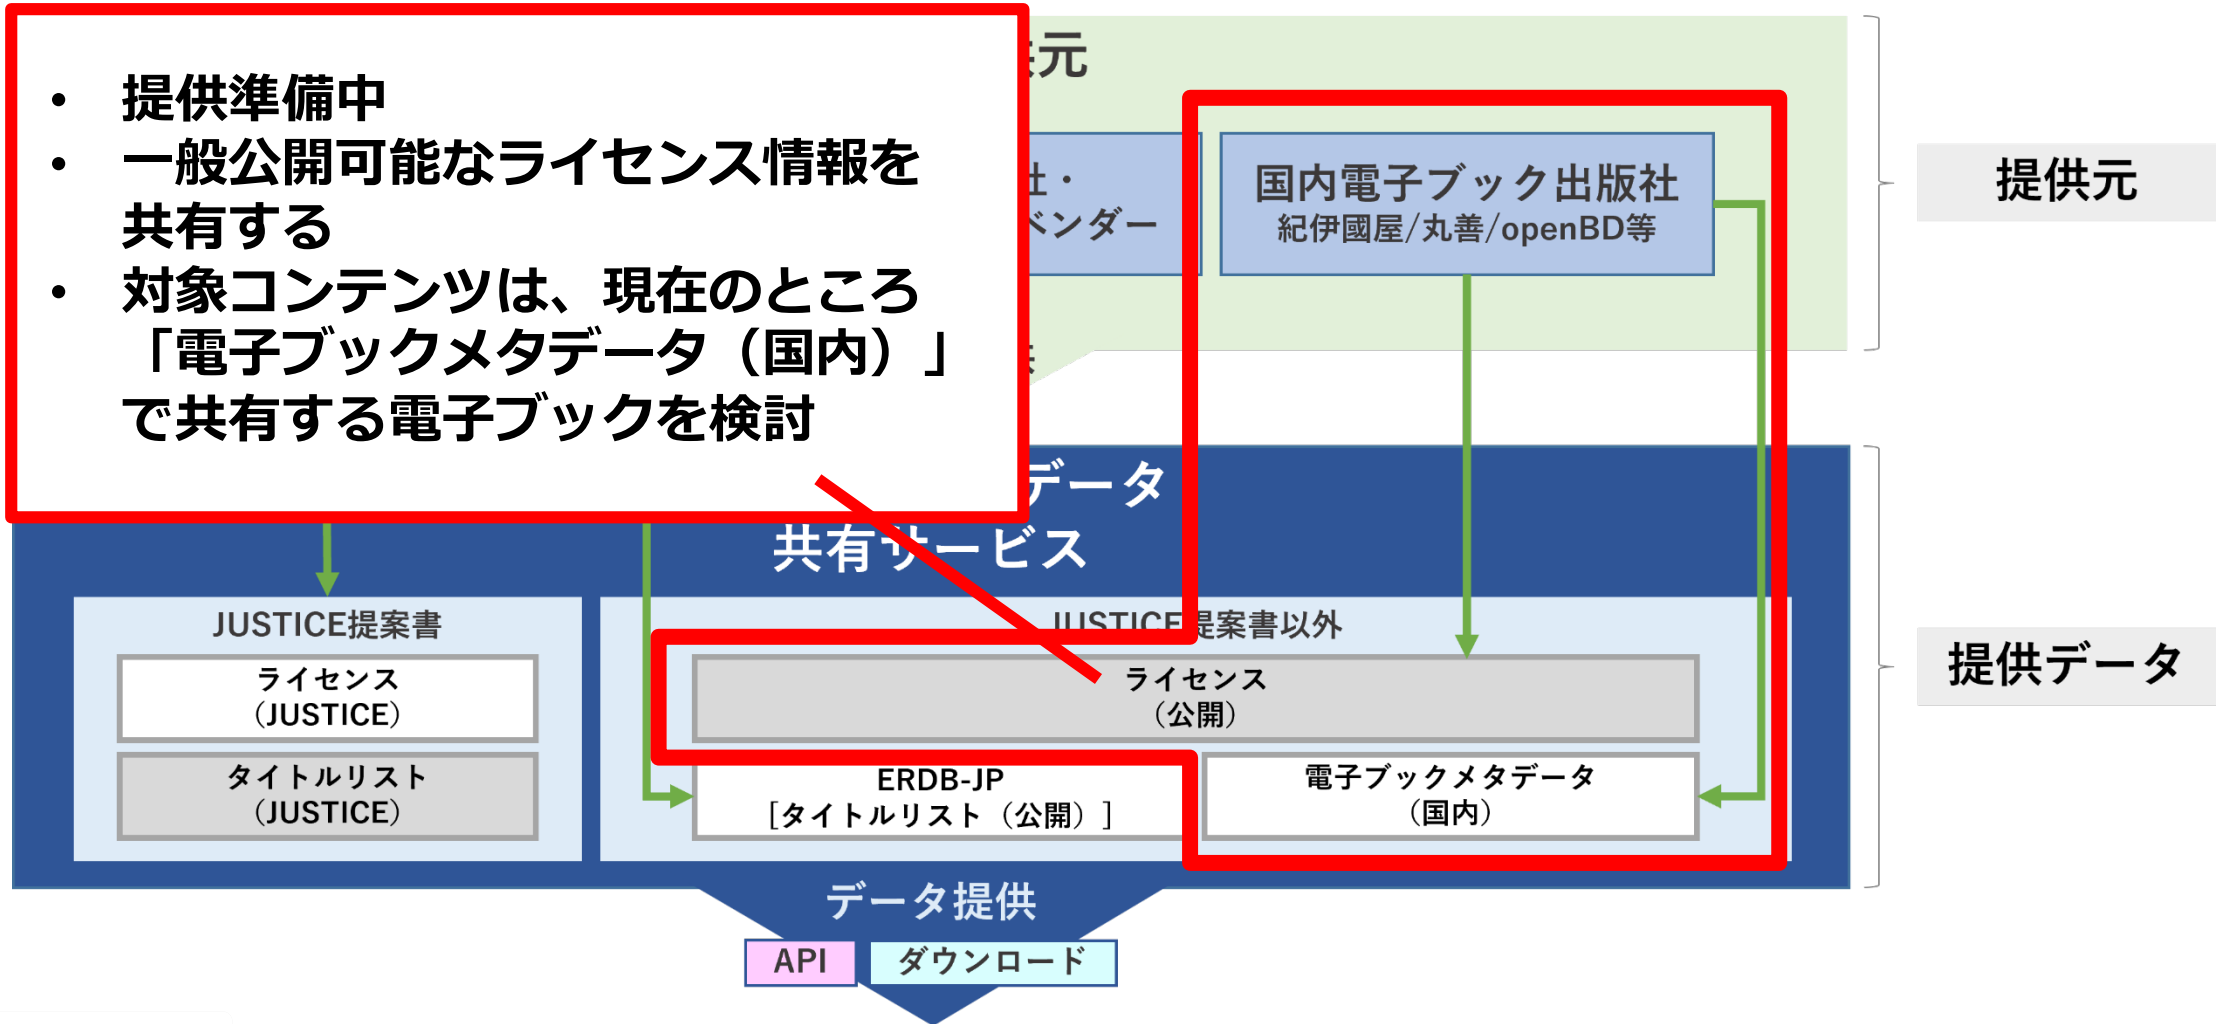 • 提供準備中
• 一般公開可能なライセンス情報を
共有する
• 対象コンテンツは、現在のところ
「電子ブックメタデータ（国内）」
で共有する電子ブックを検討
元
社・
ベンダー
国内電子ブック出版社
紀伊國屋/丸善/openBD等
提供元
データ
共有サービス
JUSTICE提案書
ライセンス
（JUSTICE）
タイトルリスト
（JUSTICE）
JUSTICE提案書以外
ライセンス
（公開）
ERDB-JP
［タイトルリスト（公開）］
電子ブックメタデータ
（国内）
提供データ
データ提供
API
ダウンロード